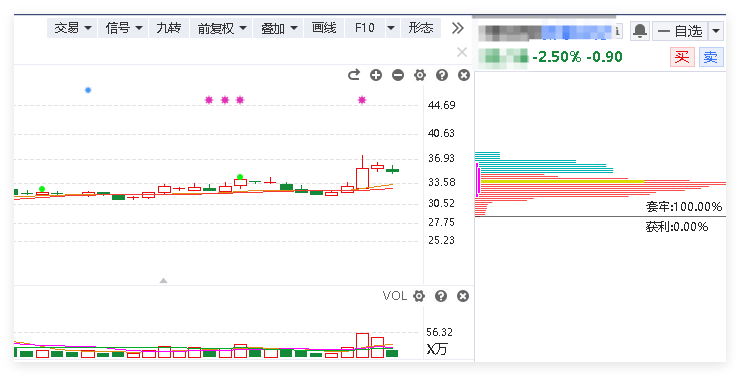 交易 信号 九转 前复权 叠加 画线 F10 形态
自选
-2.50% -0.90 买 卖
44.69
40.63
36.93
33.58
30.52
27.75
25.23
套牢:100.00%
获利:0.00%
VOL
56.32
X万